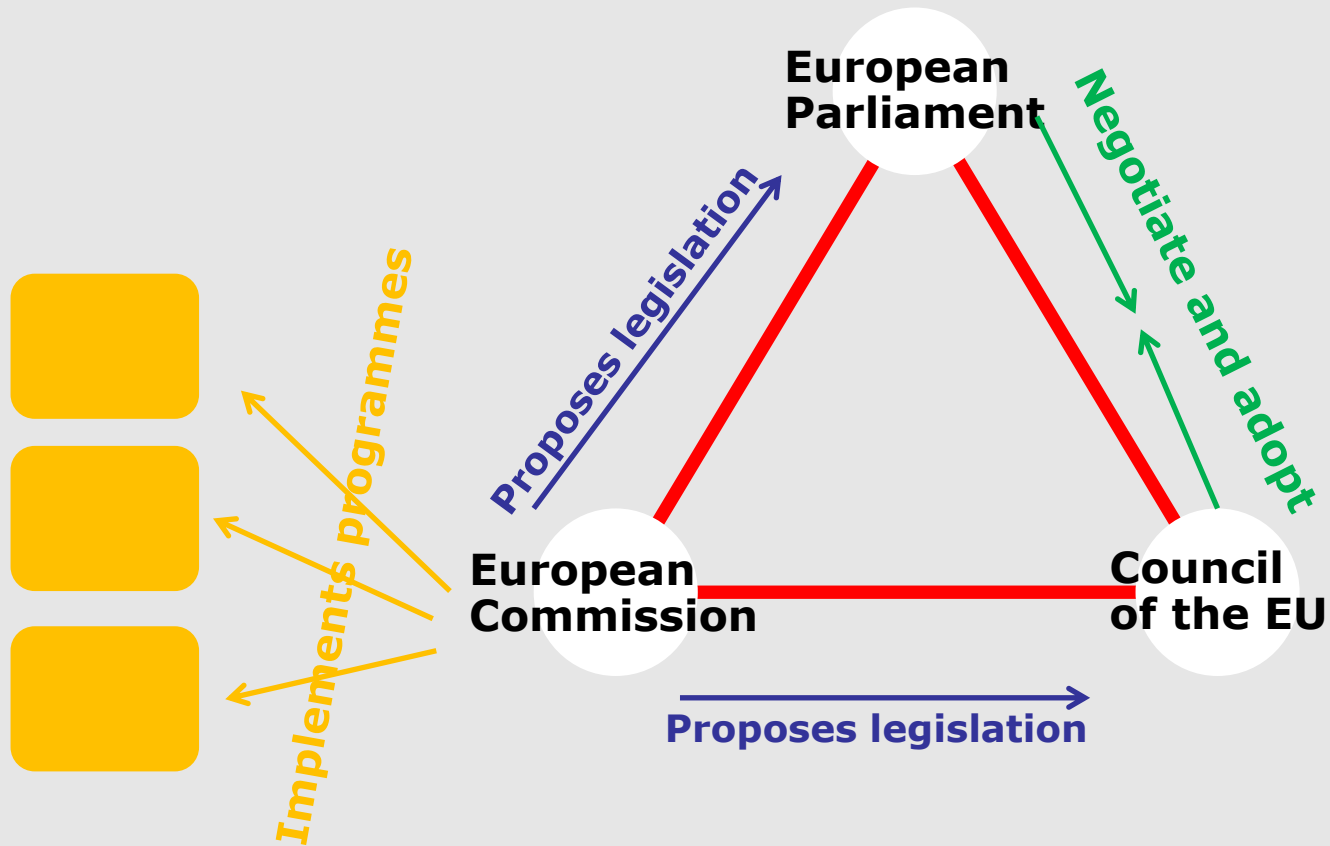 European
Parliament
Negotiate and adopt
Proposes legislation
Implements programmes
European
Commission
Council
of the EU
Proposes legislation